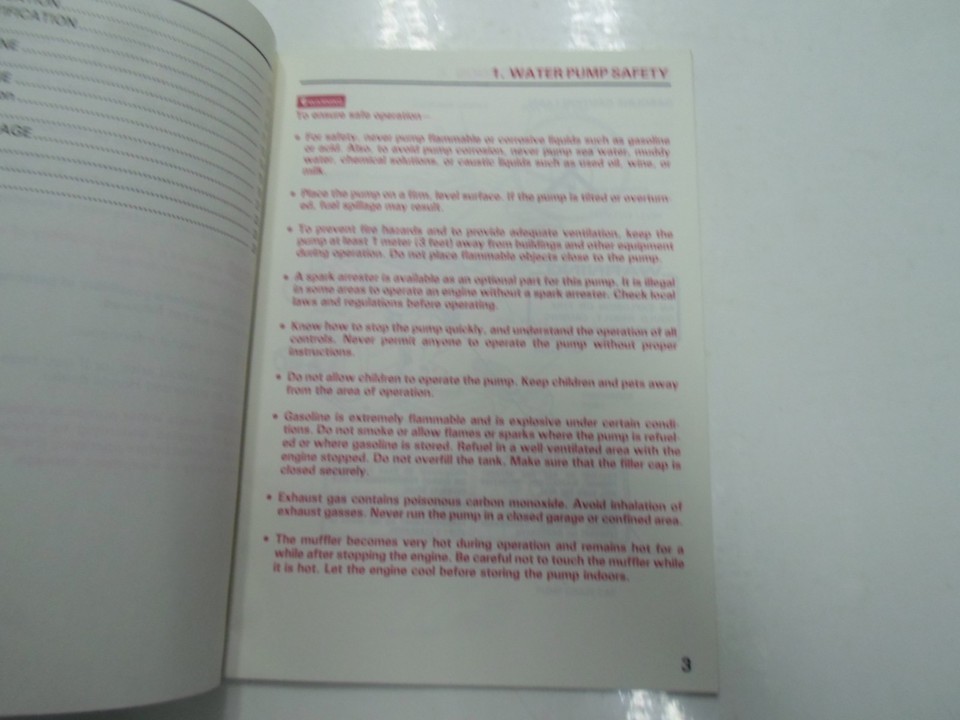 TIFICATION
NE
AGE
1. WATER PUMP SAFETY
WARNING
To ensure safe operation—
• For safety, never pump flammable or corrosive liquids such as gasoline
or acid. Also, to avoid pump corrosion, never pump sea water, muddy
water, chemical solutions, or caustic liquids such as used oil, wine, or
milk.
• Place the pump on a firm, level surface. If the pump is tilted or overturn-
ed, fuel spillage may result.
• To prevent fire hazards and to provide adequate ventilation, keep the
pump at least 1 meter (3 feet) away from buildings and other equipment
during operation. Do not place flammable objects close to the pump.
• A spark arrester is available as an optional part for this pump. It is illegal
in some areas to operate an engine without a spark arrester. Check local
laws and regulations before operating.
• Know how to stop the pump quickly, and understand the operation of all
controls. Never permit anyone to operate the pump without proper
instructions.
• Do not allow children to operate the pump. Keep children and pets away
from the area of operation.
• Gasoline is extremely flammable and is explosive under certain condi-
tions. Do not smoke or allow flames or sparks where the pump is refuel-
ed or where gasoline is stored. Refuel in a well-ventilated area with the
engine stopped. Do not overfill the tank. Make sure that the filler cap is
closed securely.
• Exhaust gas contains poisonous carbon monoxide. Avoid inhalation of
exhaust gasses. Never run the pump in a closed garage or confined area.
• The muffler becomes very hot during operation and remains hot for a
while after stopping the engine. Be careful not to touch the muffler while
it is hot. Let the engine cool before storing the pump indoors.
3